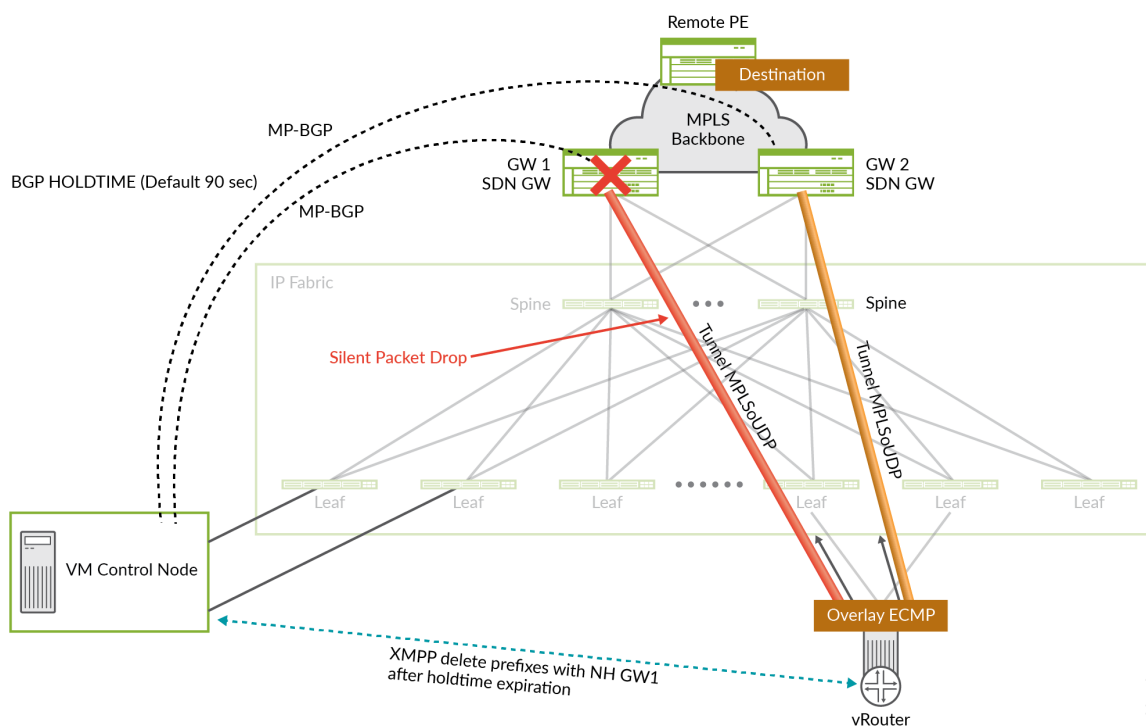 Remote PE
Destination
MPLS
Backbone
MP-BGP
GW 1
SDN GW
GW 2
SDN GW
BGP HOLDTIME (Default 90 sec)
MP-BGP
IP Fabric
Spine
Spine
Silent Packet Drop
Tunnel MPLSoUDP
Tunnel MPLSoUDP
Leaf
Leaf
Leaf
Leaf
Leaf
Leaf
VM Control Node
Overlay ECMP
XMPP delete prefixes with NH GW1
after holdtime expiration
vRouter